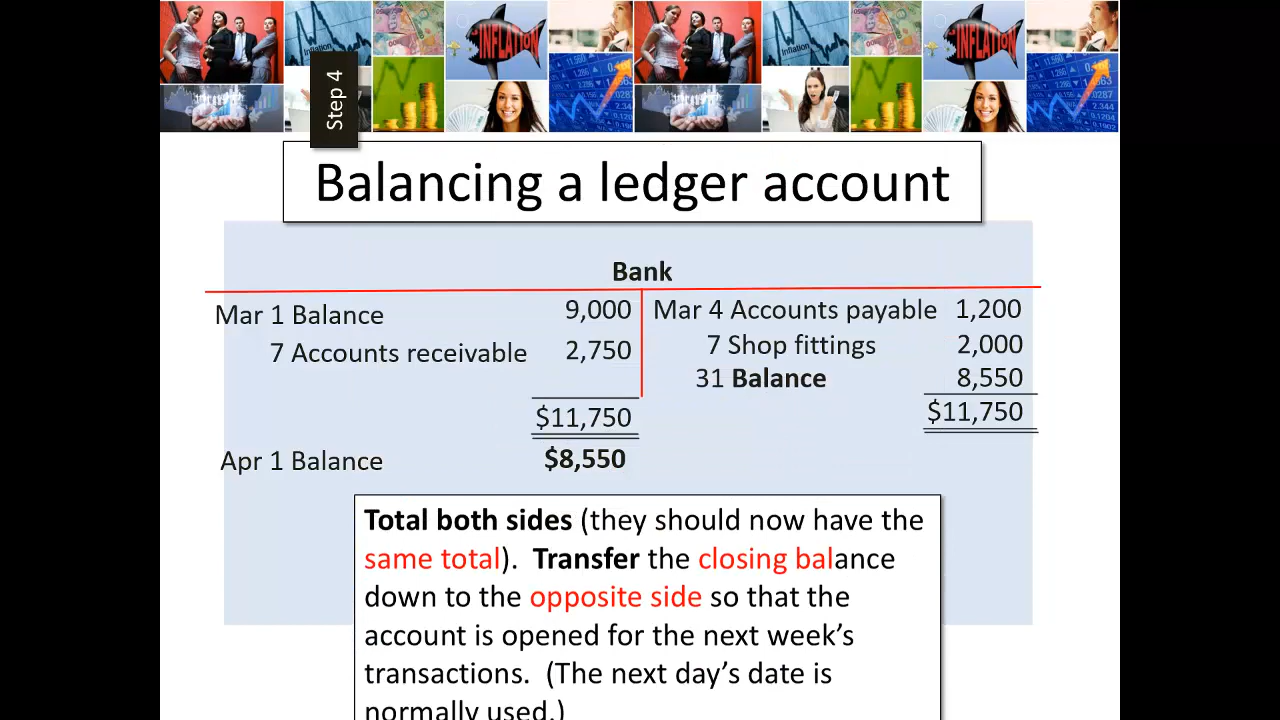 INFLATION
INFLATION
Inflation
Inflation
Step 4
Balancing a ledger account
Bank
Mar 1 Balance 9,000 Mar 4 Accounts payable 1,200
7 Accounts receivable 2,750 7 Shop fittings 2,000
31 Balance 8,550
$11,750 $11,750
Apr 1 Balance $8,550
Total both sides (they should now have the
same total). Transfer the closing balance
down to the opposite side so that the
account is opened for the next week’s
transactions. (The next day’s date is
normally used.)